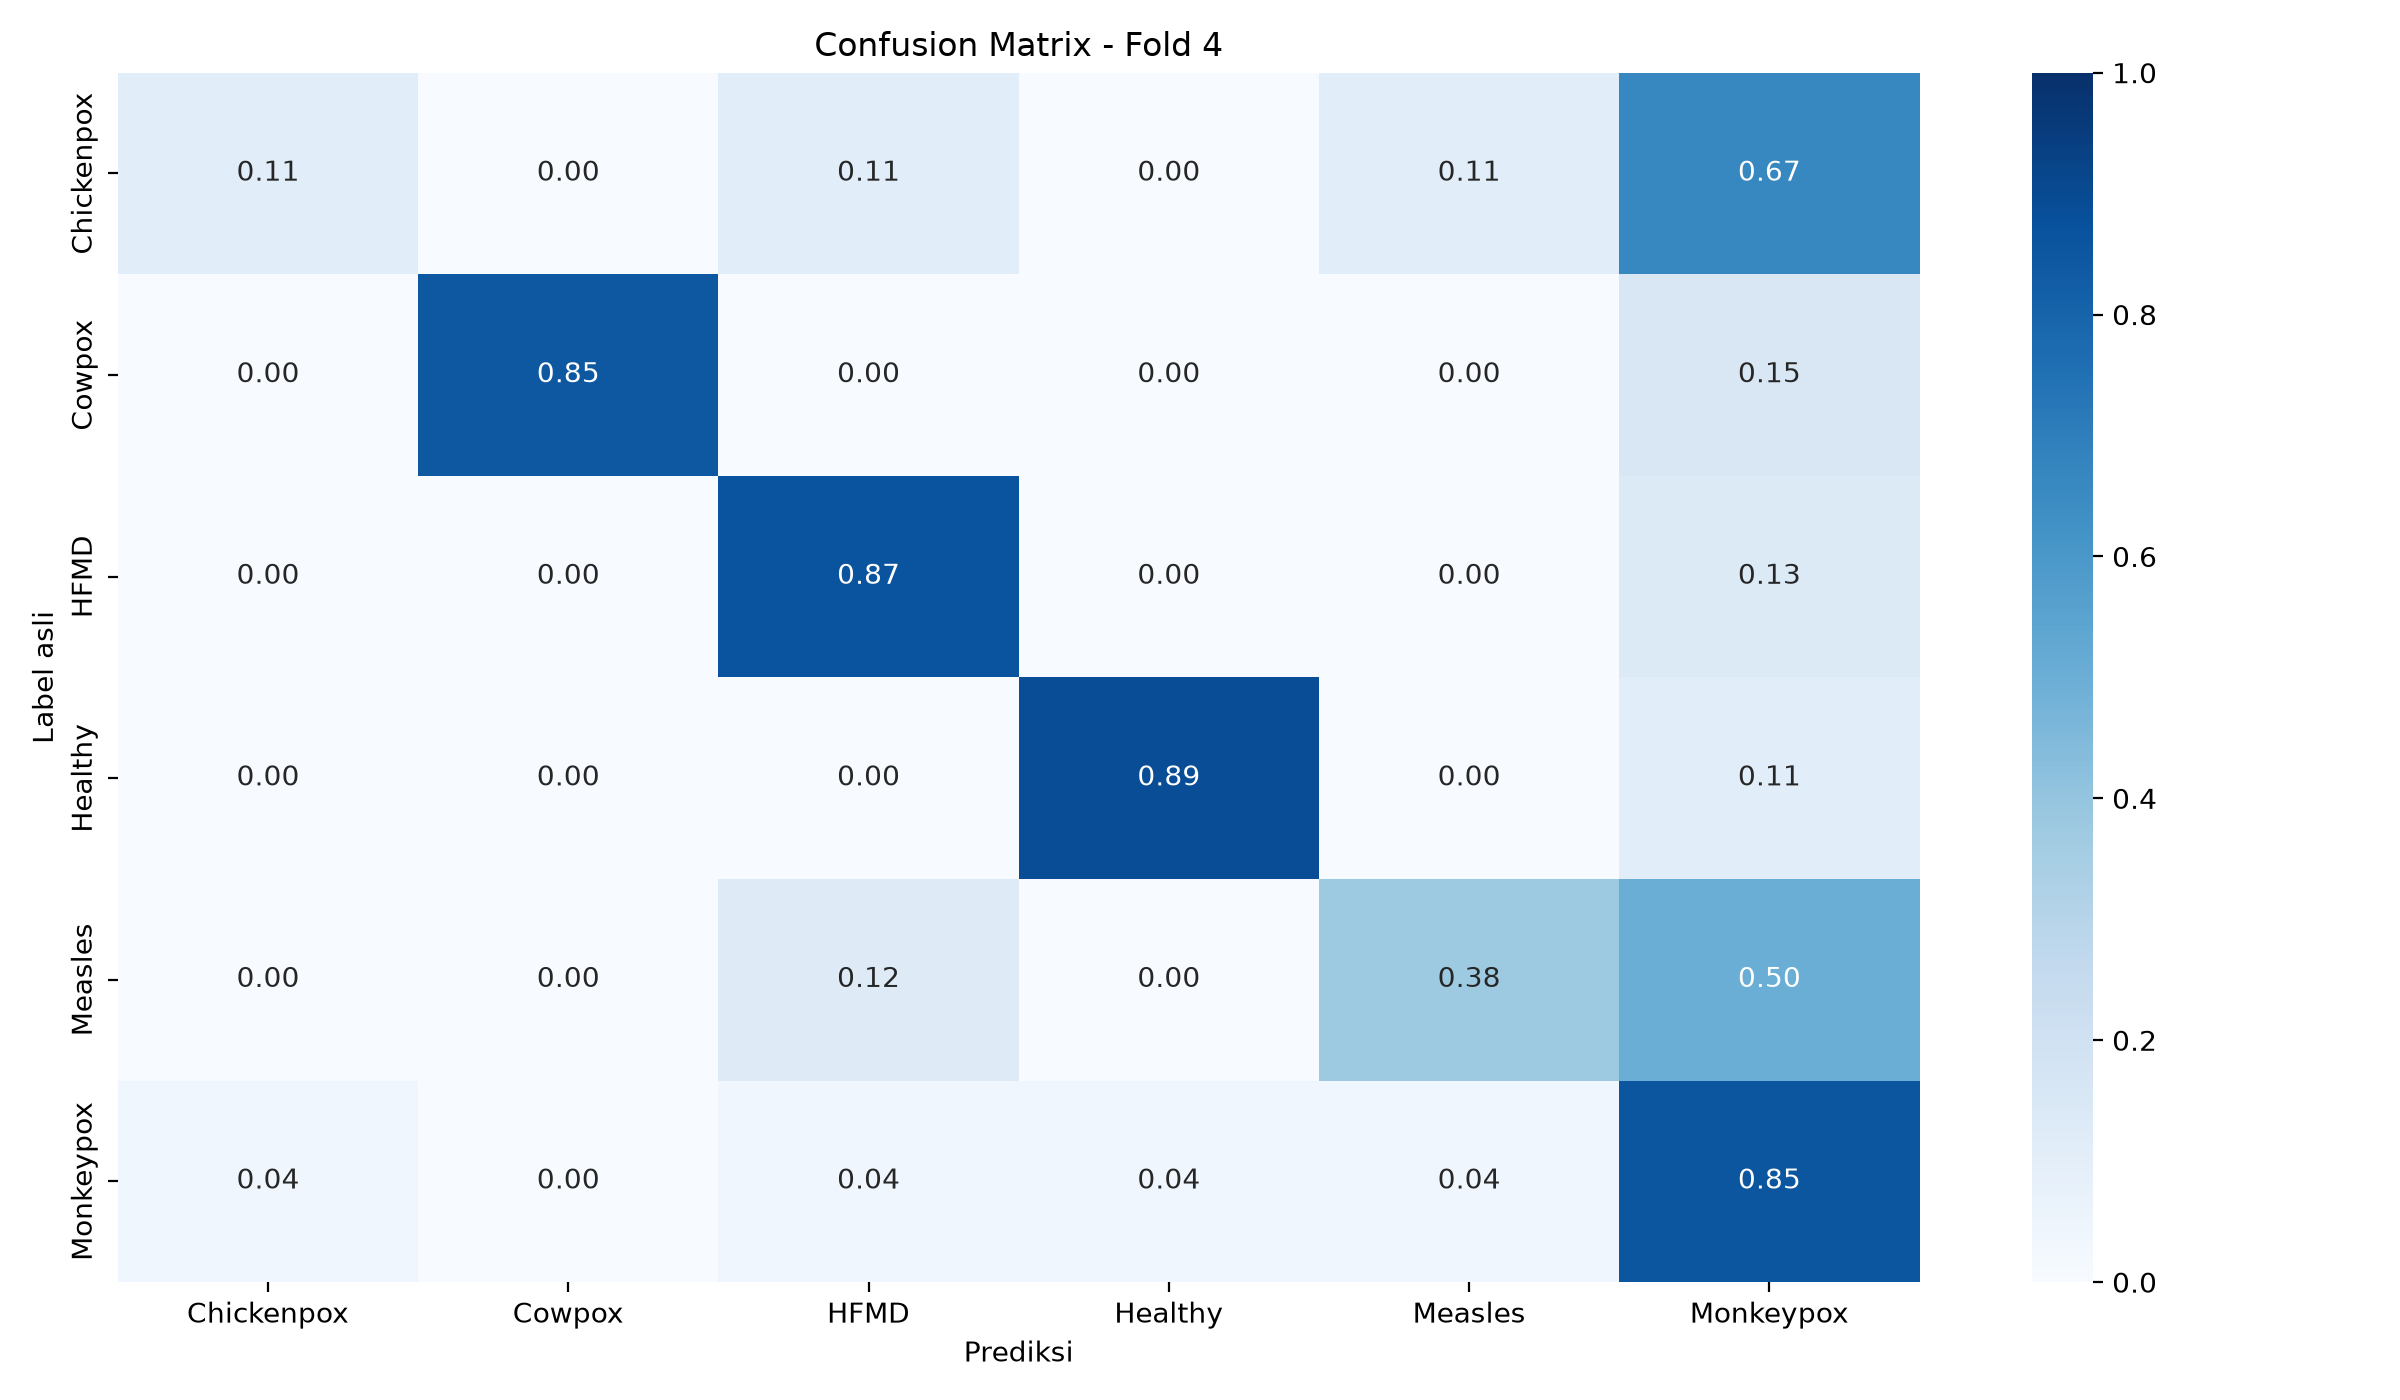 Confusion Matrix - Fold 4
Label asli
Chickenpox 0.11 0.00 0.11 0.00 0.11 0.67
Cowpox 0.00 0.85 0.00 0.00 0.00 0.15
HFMD 0.00 0.00 0.87 0.00 0.00 0.13
Healthy 0.00 0.00 0.00 0.89 0.00 0.11
Measles 0.00 0.00 0.12 0.00 0.38 0.50
Monkeypox 0.04 0.00 0.04 0.04 0.04 0.85
Chickenpox Cowpox HFMD Healthy Measles Monkeypox
Prediksi
1.0
0.8
0.6
0.4
0.2
0.0